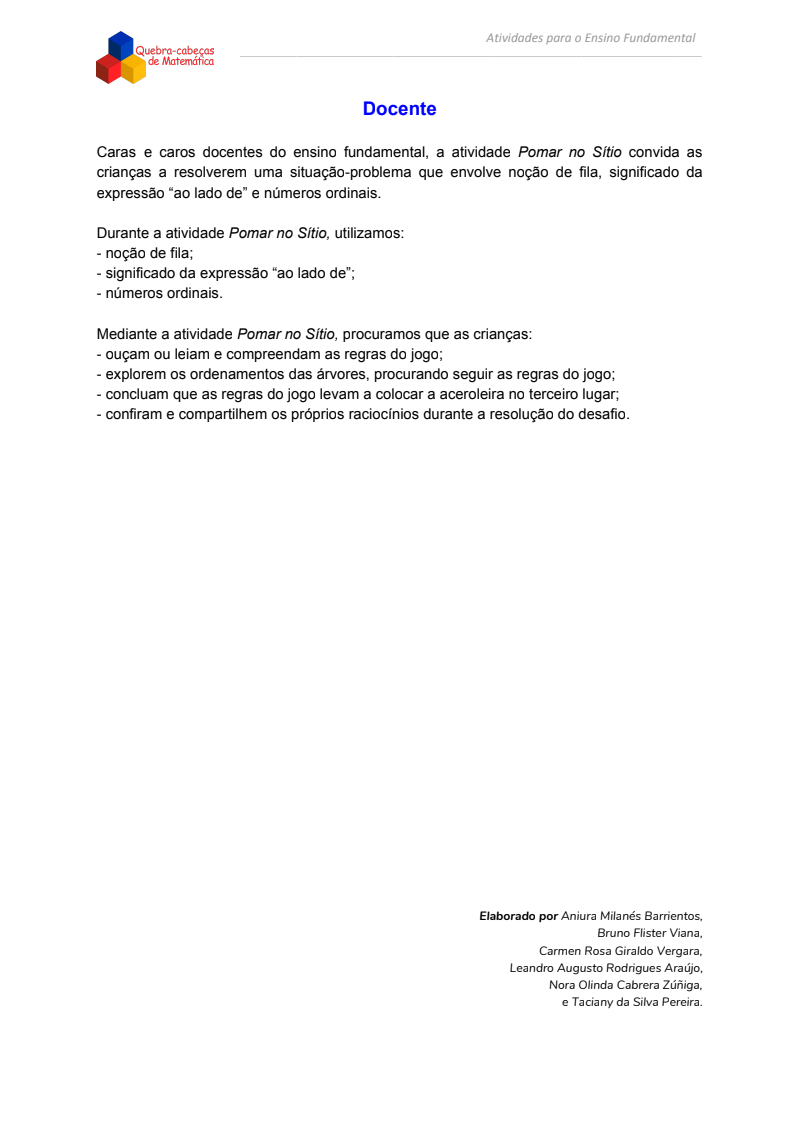 Quebra-cabeças
de Matemática
Atividades para o Ensino Fundamental
Docente
Caras e caros docentes do ensino fundamental, a atividade Pomar no Sítio convida as
crianças a resolverem uma situação-problema que envolve noção de fila, significado da
expressão “ao lado de” e números ordinais.
Durante a atividade Pomar no Sítio, utilizamos:
- noção de fila;
- significado da expressão “ao lado de”;
- números ordinais.
Mediante a atividade Pomar no Sítio, procuramos que as crianças:
- ouçam ou leiam e compreendam as regras do jogo;
- explorem os ordenamentos das árvores, procurando seguir as regras do jogo;
- concluam que as regras do jogo levam a colocar a aceroleira no terceiro lugar;
- confiram e compartilhem os próprios raciocínios durante a resolução do desafio.
Elaborado por Aniura Milanés Barrientos,
Bruno Flister Viana,
Carmen Rosa Giraldo Vergara,
Leandro Augusto Rodrigues Araújo,
Nora Olinda Cabrera Zúñiga,
e Taciany da Silva Pereira.